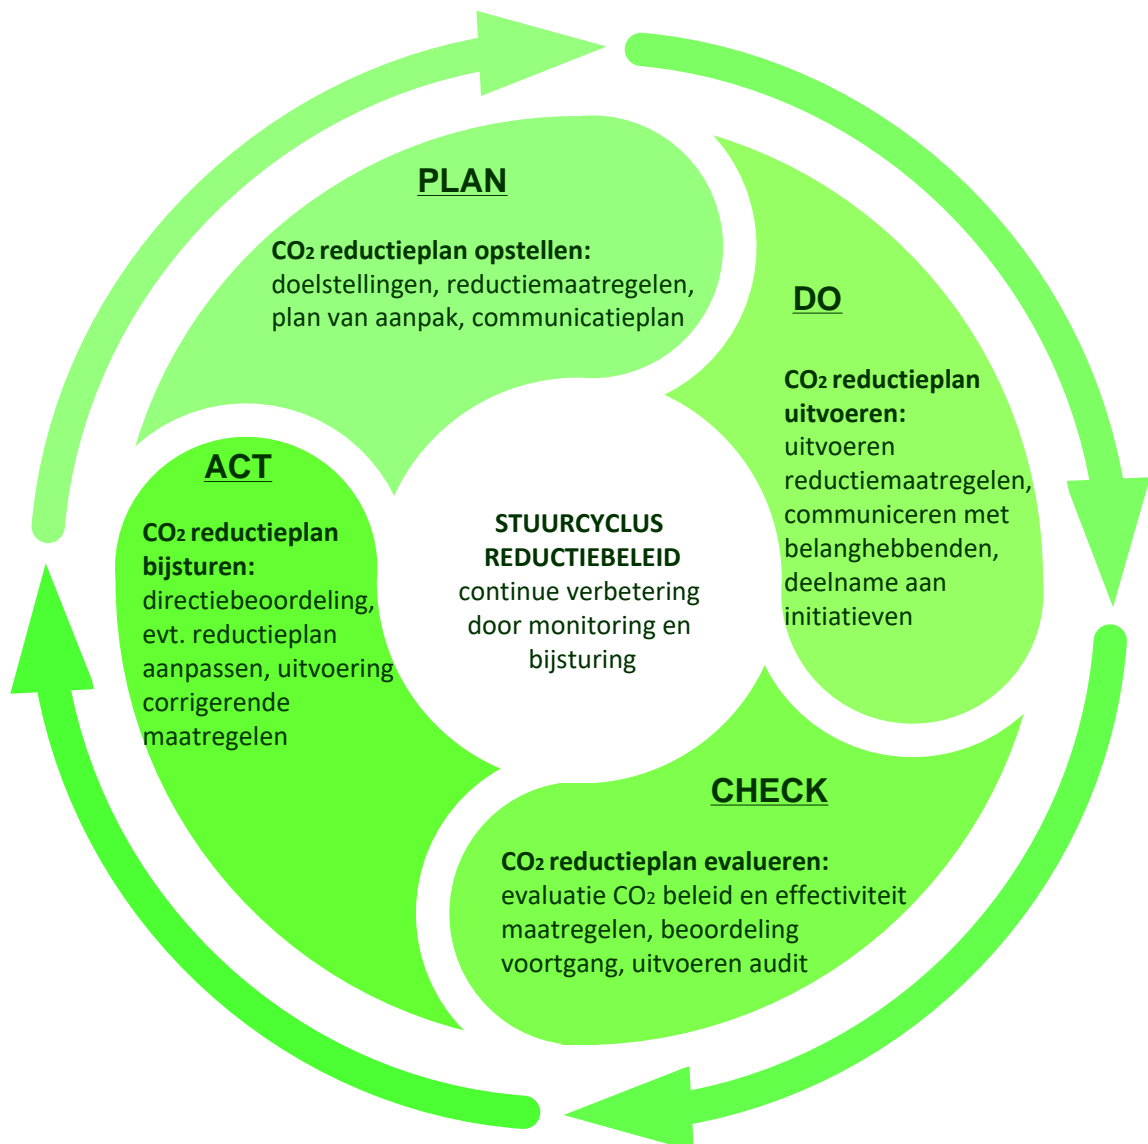 PLAN
CO₂ reductieplan opstellen:
doelstellingen, reductiemaatregelen,
plan van aanpak, communicatieplan
DO
CO₂ reductieplan
uitvoeren:
uitvoeren
reductiemaatregelen,
communiceren met
belanghebbenden,
deelname aan
initiatieven
CHECK
CO₂ reductieplan evalueren:
evaluatie CO₂ beleid en effectiviteit
maatregelen, beoordeling
voortgang, uitvoeren audit
ACT
CO₂ reductieplan
bijsturen:
directiebeoordeling,
evt. reductieplan
aanpassen, uitvoering
corrigerende
maatregelen
STUURCYCLUS
REDUCTIEBELEID
continue verbetering
door monitoring en
bijsturing